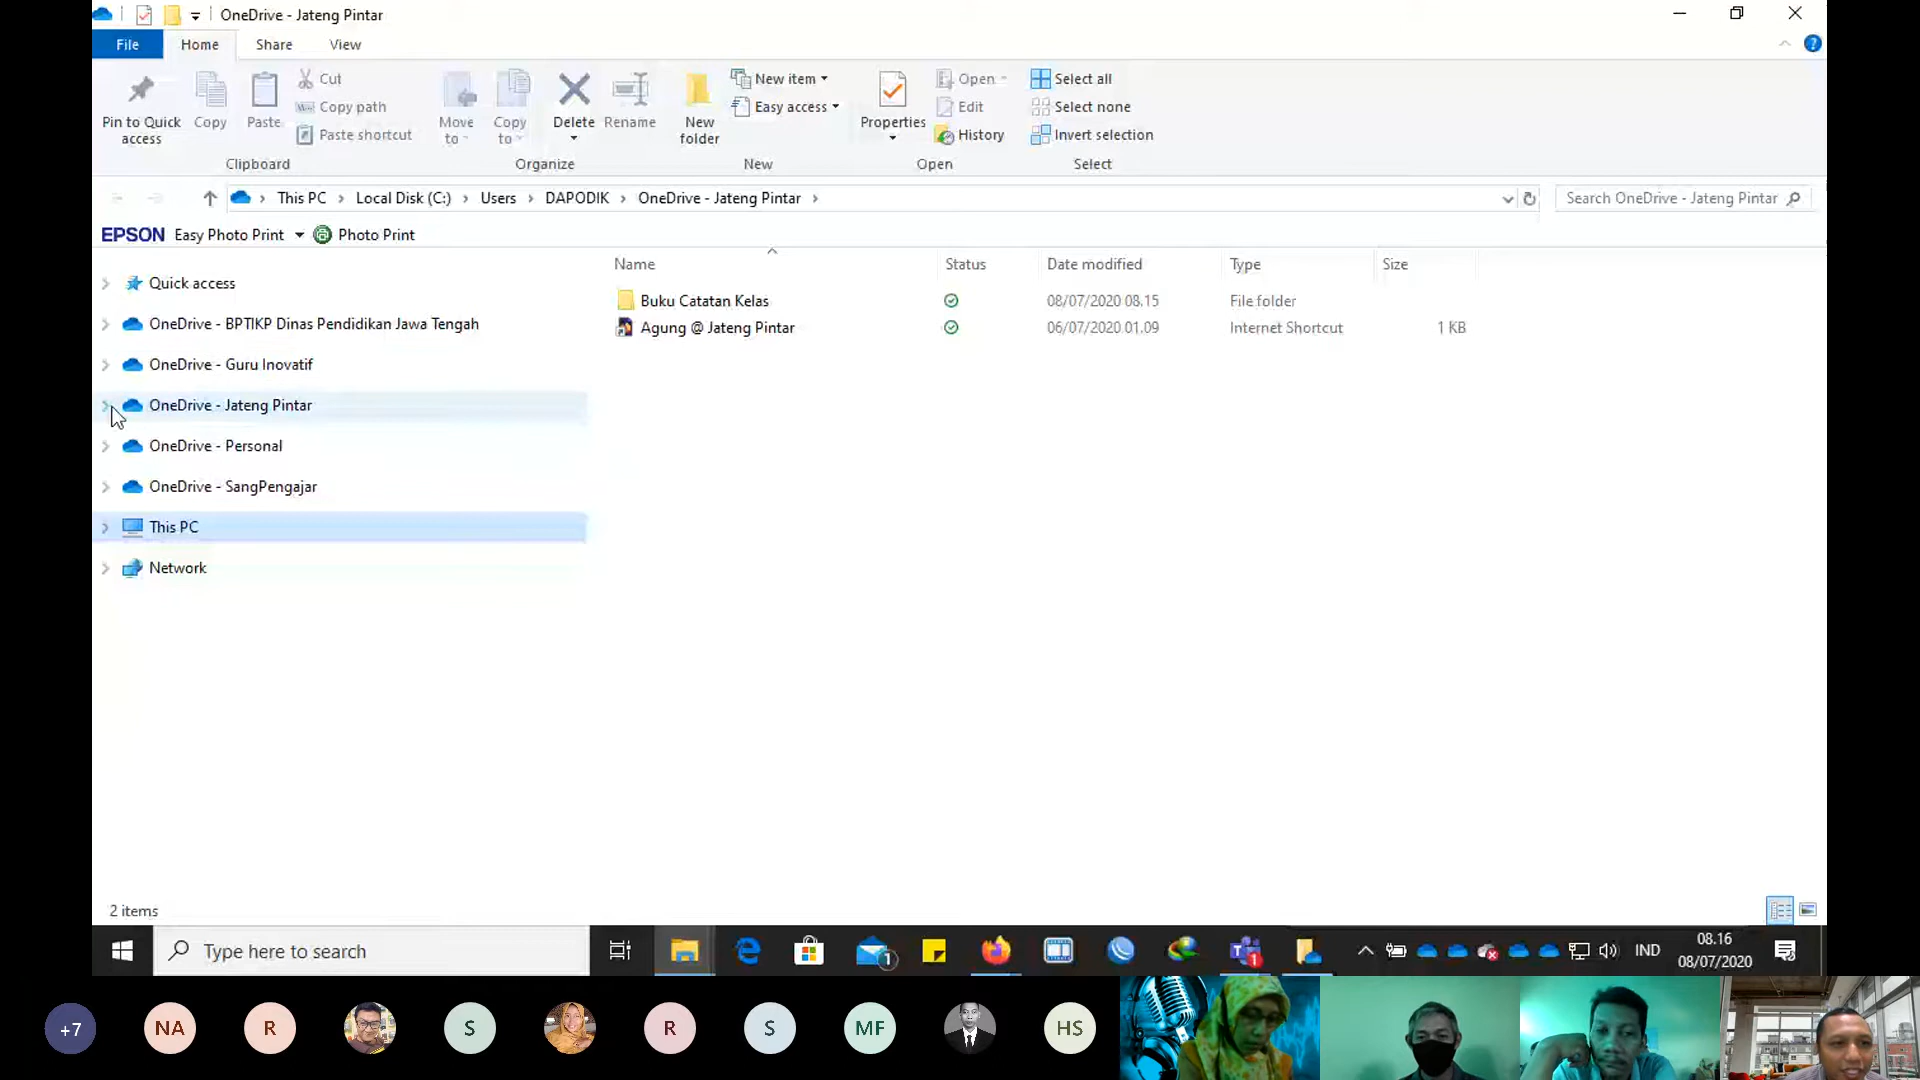 OneDrive - Jateng Pintar
File Home Share View
Pin to Quick access
Copy
Paste
Cut
Copy path
Paste shortcut
Clipboard
Move to
Copy to
Delete
Rename
Organize
New folder
New item
Easy access
New
Properties
Open
Edit
History
Open
Select all
Select none
Invert selection
Select
This PC > Local Disk (C:) > Users > DAPODIK > OneDrive - Jateng Pintar >
Search OneDrive - Jateng Pintar
EPSON Easy Photo Print Photo Print
Quick access
OneDrive - BPTIKP Dinas Pendidikan Jawa Tengah
OneDrive - Guru Inovatif
OneDrive - Jateng Pintar
OneDrive - Personal
OneDrive - SangPengajar
This PC
Network
Name Status Date modified Type Size
Buku Catatan Kelas 08/07/2020 08.15 File folder
Agung @ Jateng Pintar 06/07/2020 01.09 Internet Shortcut 1 KB
2 items
Type here to search
1
1
IND
08.16
08/07/2020
+7 NA R S R S MF HS